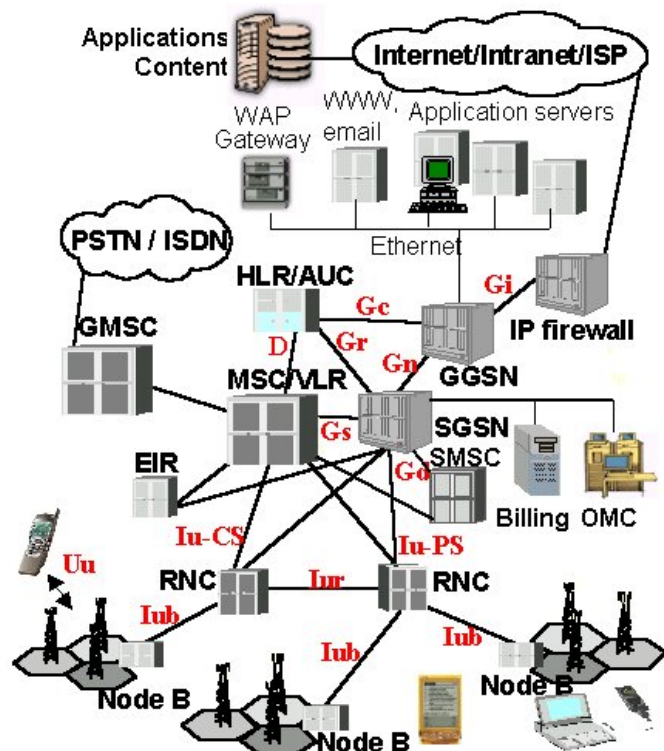 Applications
Content
Internet/Intranet/ISP
WAP
Gateway
WWW,
email
Application servers
Ethernet
PSTN / ISDN
HLR/AUC
Gc
Gi
IP firewall
GMSC
D
Gr
Gn
GGSN
MSC/VLR
Gs
SGSN
SMSC
Gd
EIR
Billing
OMC
Iu-CS
Iu-PS
Uu
RNC
Iur
RNC
Iub
Iub
Iub
Node B
Node B
Node B